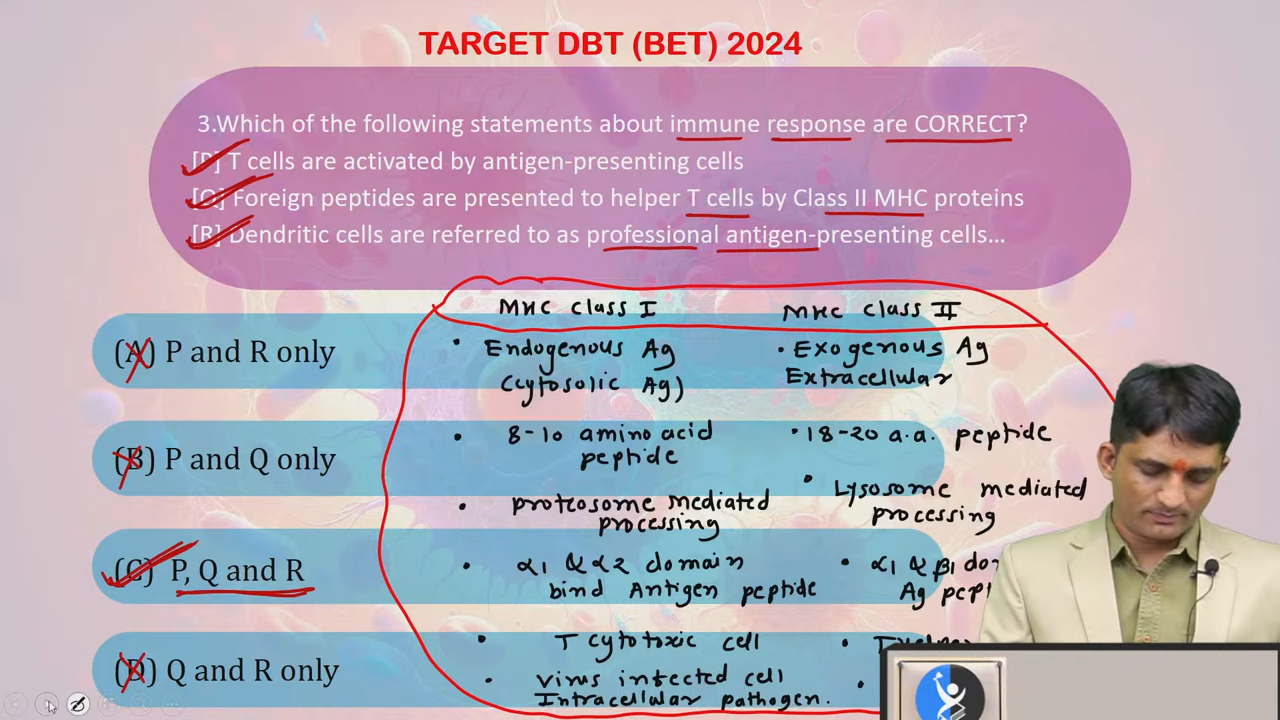 TARGET DBT (BET) 2024
3.Which of the following statements about immune response are CORRECT?
[P] T cells are activated by antigen-presenting cells
[Q] Foreign peptides are presented to helper T cells by Class II MHC proteins
[R] Dendritic cells are referred to as professional antigen-presenting cells...
MHC Class I MHC Class II
(A) P and R only
• Endogenous Ag • Exogenous Ag
(cytosolic Ag) Extracellular
(B) P and Q only
• 8-10 amino acid • 18-20 a.a. peptide
peptide
• proteosome mediated • Lysosome mediated
processing processing
(C) P, Q and R
• α1 & α2 domain • α1 & β1
bind Antigen peptide Ag
(D) Q and R only
• T cytotoxic cell •
• virus infected cell •
Intracellular pathogen.